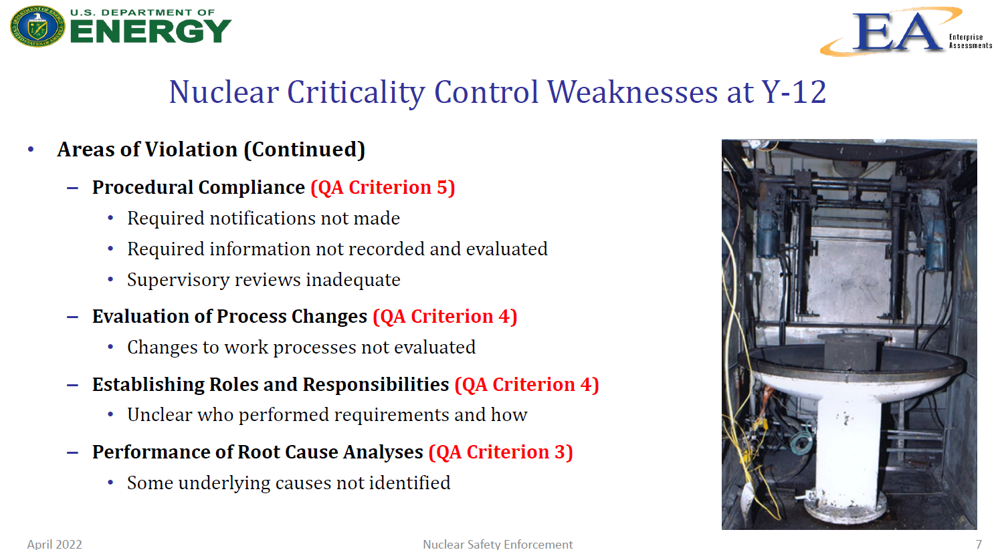 U.S. DEPARTMENT OF
ENERGY
EA
Enterprise
Assessments
Nuclear Criticality Control Weaknesses at Y-12
• Areas of Violation (Continued)
– Procedural Compliance (QA Criterion 5)
• Required notifications not made
• Required information not recorded and evaluated
• Supervisory reviews inadequate
– Evaluation of Process Changes (QA Criterion 4)
• Changes to work processes not evaluated
– Establishing Roles and Responsibilities (QA Criterion 4)
• Unclear who performed requirements and how
– Performance of Root Cause Analyses (QA Criterion 3)
• Some underlying causes not identified
April 2022
Nuclear Safety Enforcement
7